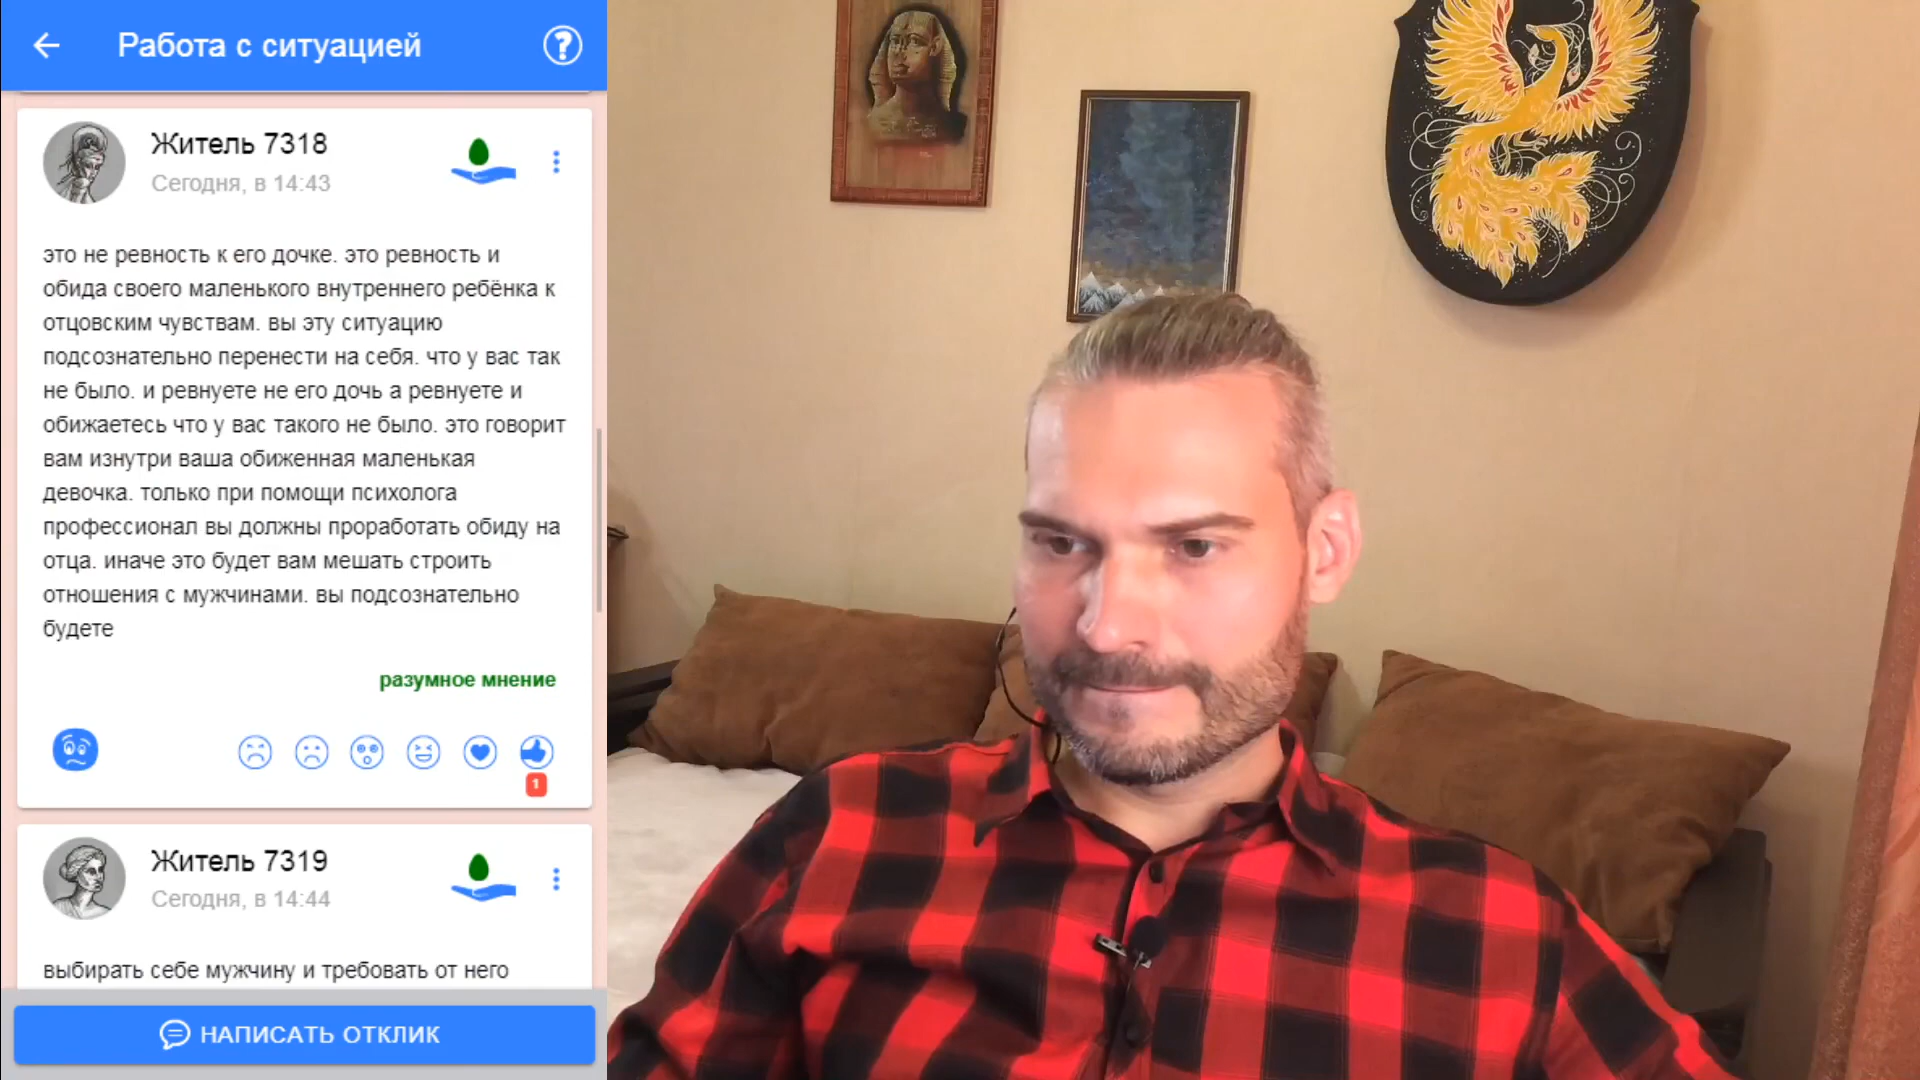 Работа с ситуацией
Житель 7318
Сегодня, в 14:43
это не ревность к его дочке. это ревность и
обида своего маленького внутреннего ребёнка к
отцовским чувствам. вы эту ситуацию
подсознательно перенести на себя. что у вас так
не было. и ревнуете не его дочь а ревнуете и
обижаетесь что у вас такого не было. это говорит
вам изнутри ваша обиженная маленькая
девочка. только при помощи психолога
профессионал вы должны проработать обиду на
отца. иначе это будет вам мешать строить
отношения с мужчинами. вы подсознательно
будете
разумное мнение
1
Житель 7319
Сегодня, в 14:44
выбирать себе мужчину и требовать от него
НАПИСАТЬ ОТКЛИК